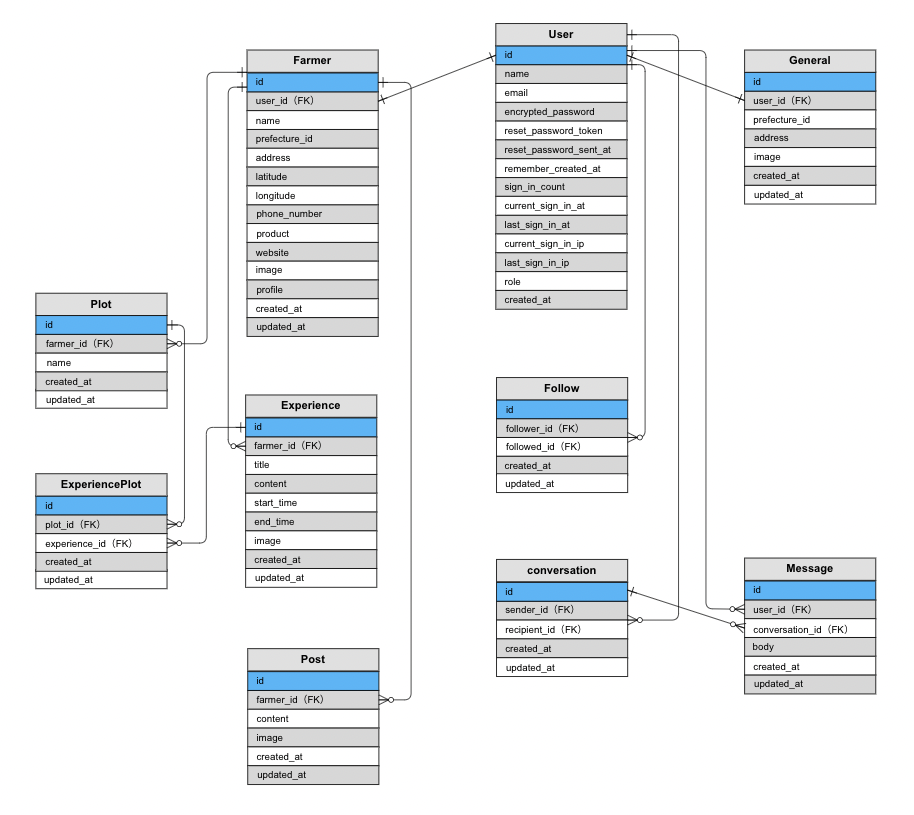 Farmer
id
user_id（FK）
name
prefecture_id
address
latitude
longitude
phone_number
product
website
image
profile
created_at
updated_at
User
id
name
email
encrypted_password
reset_password_token
reset_password_sent_at
remember_created_at
sign_in_count
current_sign_in_at
last_sign_in_at
current_sign_in_ip
last_sign_in_ip
role
created_at
General
id
user_id（FK）
prefecture_id
address
image
created_at
updated_at
Plot
id
farmer_id（FK）
name
created_at
updated_at
Experience
id
farmer_id（FK）
title
content
start_time
end_time
image
created_at
updated_at
Follow
id
follower_id（FK）
followed_id（FK）
created_at
updated_at
ExperiencePlot
id
plot_id（FK）
experience_id（FK）
created_at
updated_at
conversation
id
sender_id（FK）
recipient_id（FK）
created_at
updated_at
Message
id
user_id（FK）
conversation_id（FK）
body
created_at
updated_at
Post
id
farmer_id（FK）
content
image
created_at
updated_at